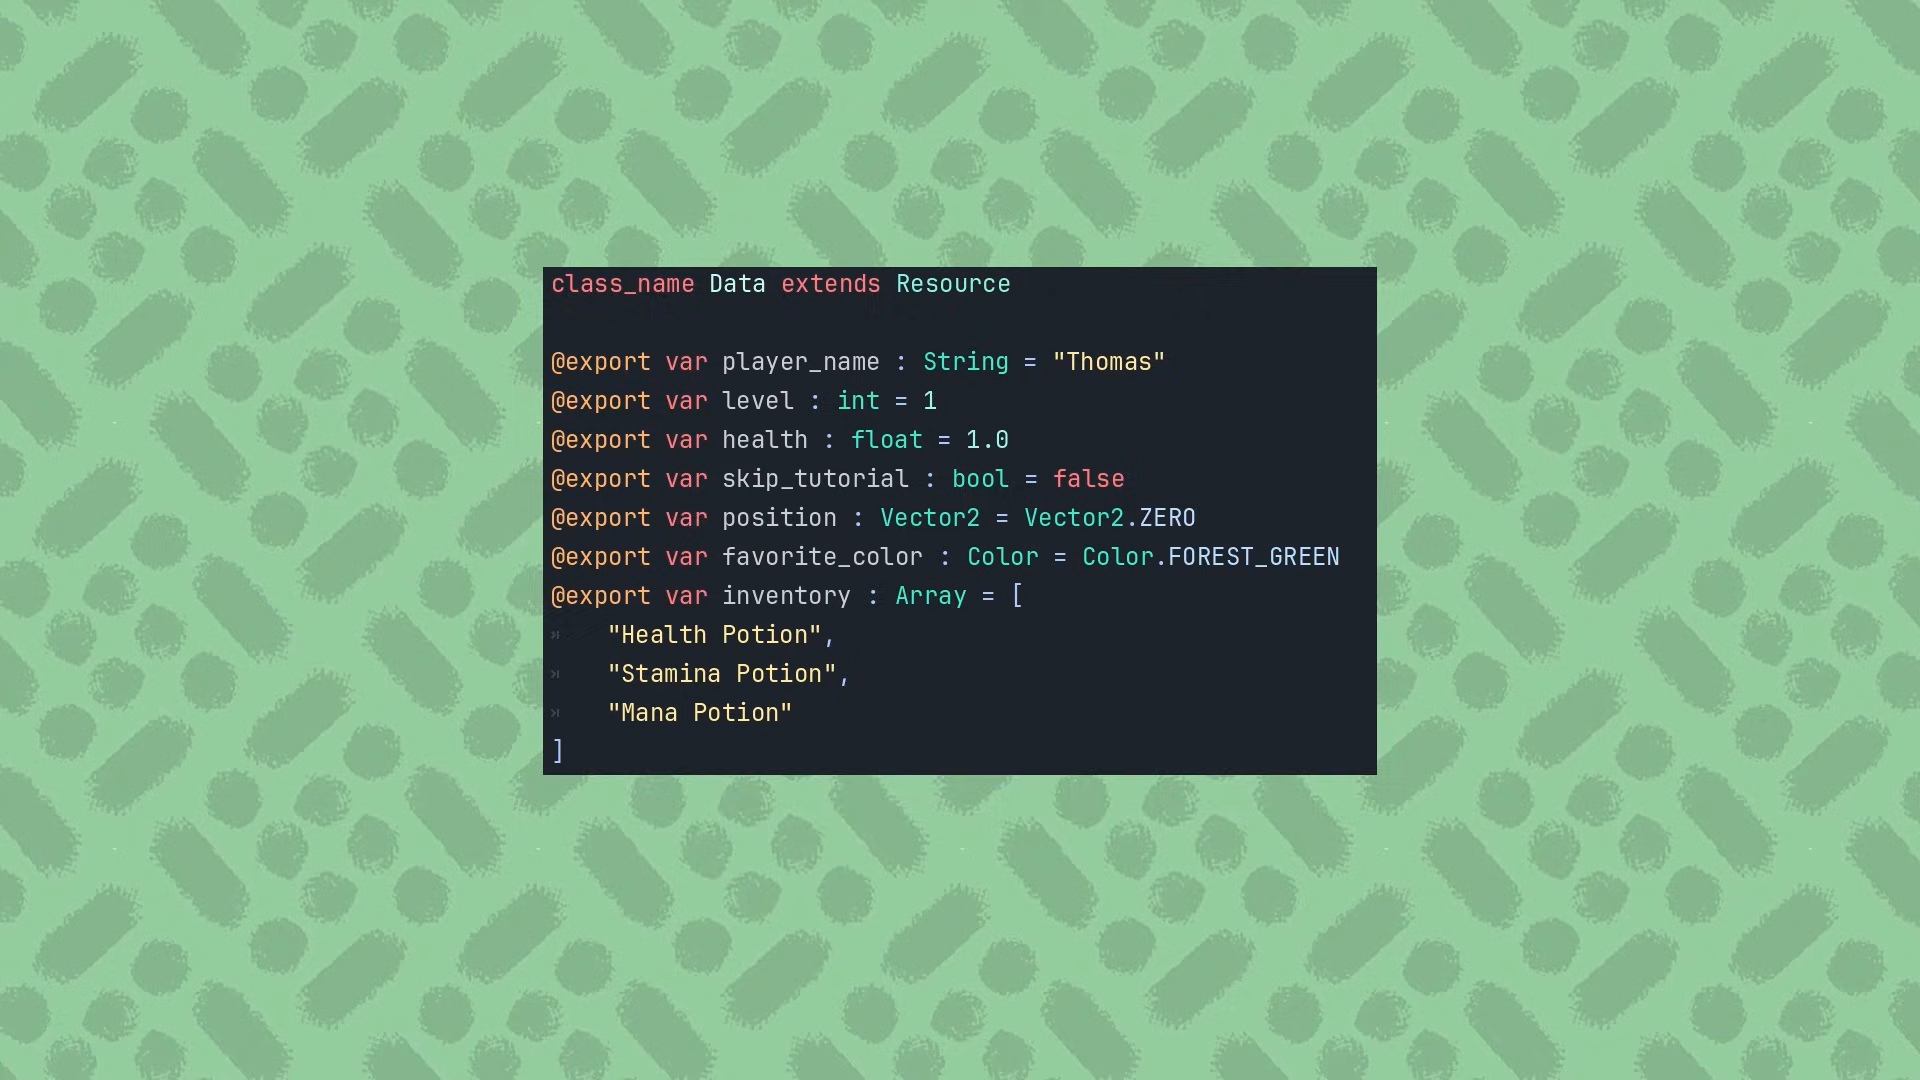 class_name Data extends Resource
@export var player_name : String = "Thomas"
@export var level : int = 1
@export var health : float = 1.0
@export var skip_tutorial : bool = false
@export var position : Vector2 = Vector2.ZERO
@export var favorite_color : Color = Color.FOREST_GREEN
@export var inventory : Array = [
"Health Potion",
"Stamina Potion",
"Mana Potion"
]